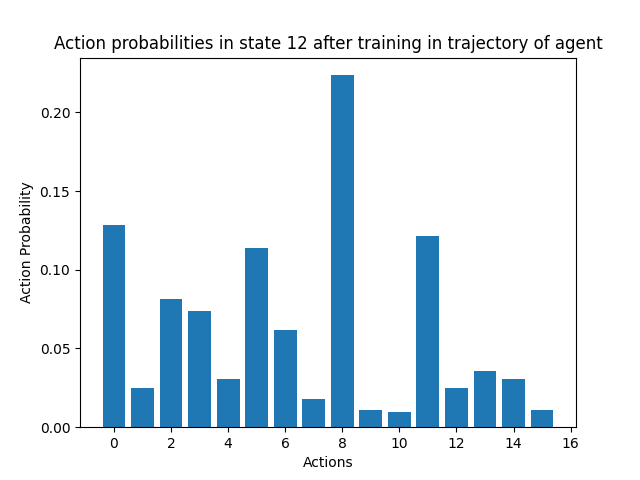 Action probabilities in state 12 after training in trajectory of agent
Action Probability
0.20
0.15
0.10
0.05
0.00
0 2 4 6 8 10 12 14 16
Actions